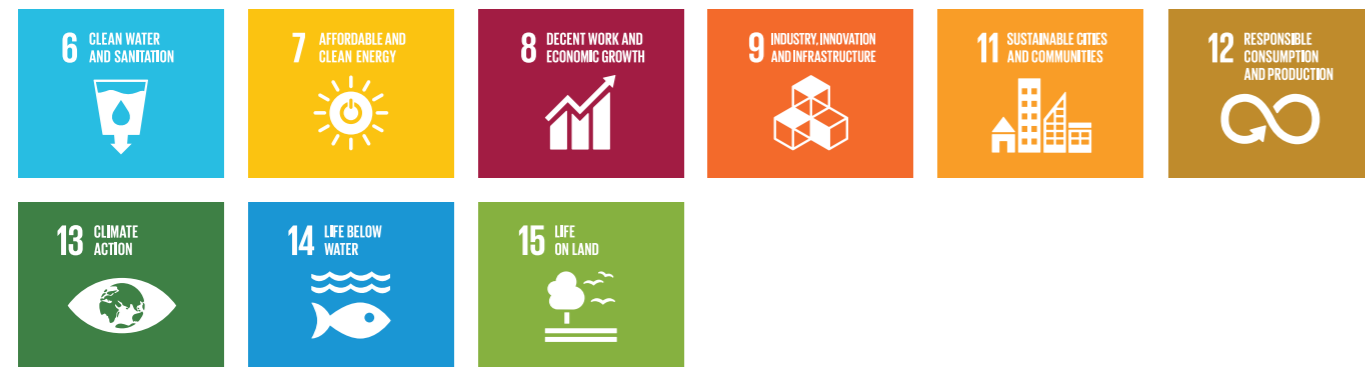 6 CLEAN WATER
AND SANITATION
7 AFFORDABLE AND
CLEAN ENERGY
8 DECENT WORK AND
ECONOMIC GROWTH
9 INDUSTRY, INNOVATION
AND INFRASTRUCTURE
11 SUSTAINABLE CITIES
AND COMMUNITIES
12 RESPONSIBLE
CONSUMPTION
AND PRODUCTION
13 CLIMATE
ACTION
14 LIFE BELOW
WATER
15 LIFE
ON LAND